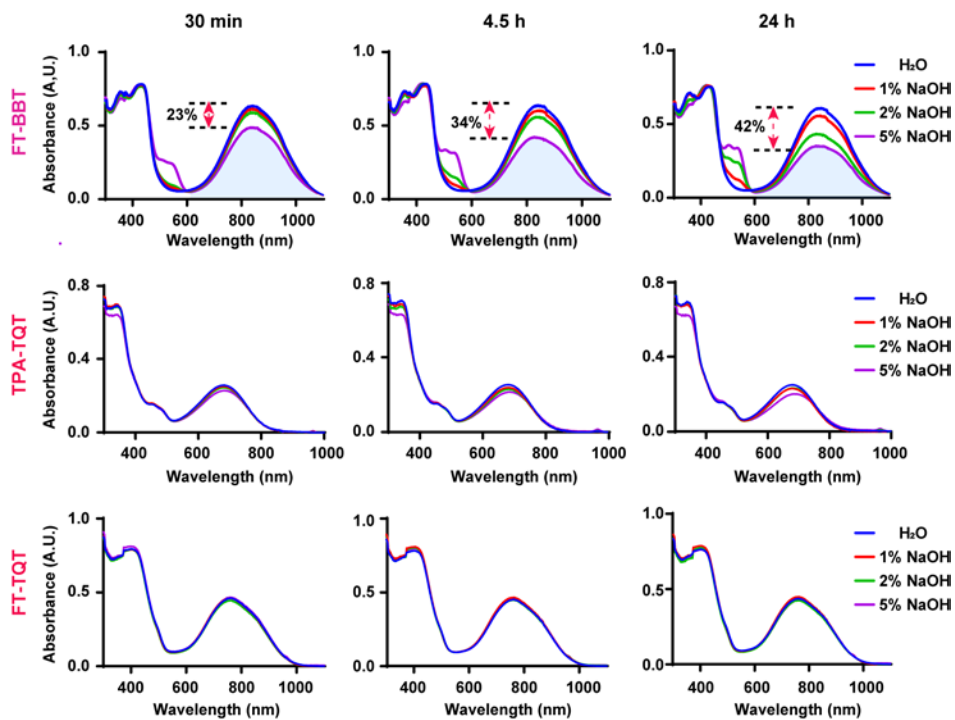 30 min
4.5 h
24 h
FT-BBT
Absorbance (A,U.)
1.0
0.5
0.0
23%
400 600 800 1000
Wavelength (nm)
1.0
0.5
0.0
34%
400 600 800 1000
Wavelength (nm)
1.0
0.5
0.0
42%
400 600 800 1000
Wavelength (nm)
H₂O
1% NaOH
2% NaOH
5% NaOH
TPA-TQT
Absorbance (A.U.)
0.8
0.4
0.0
400 600 800 1000
Wavelength (nm)
0.8
0.4
0.0
400 600 800 1000
Wavelength (nm)
0.8
0.4
0.0
400 600 800 1000
Wavelength (nm)
H₂O
1% NaOH
2% NaOH
5% NaOH
FT-TQT
Absorbance (A.U.)
1.0
0.5
0.0
400 600 800 1000
Wavelength (nm)
1.0
0.5
0.0
400 600 800 1000
Wavelength (nm)
1.0
0.5
0.0
400 600 800 1000
Wavelength (nm)
H₂O
1% NaOH
2% NaOH
5% NaOH